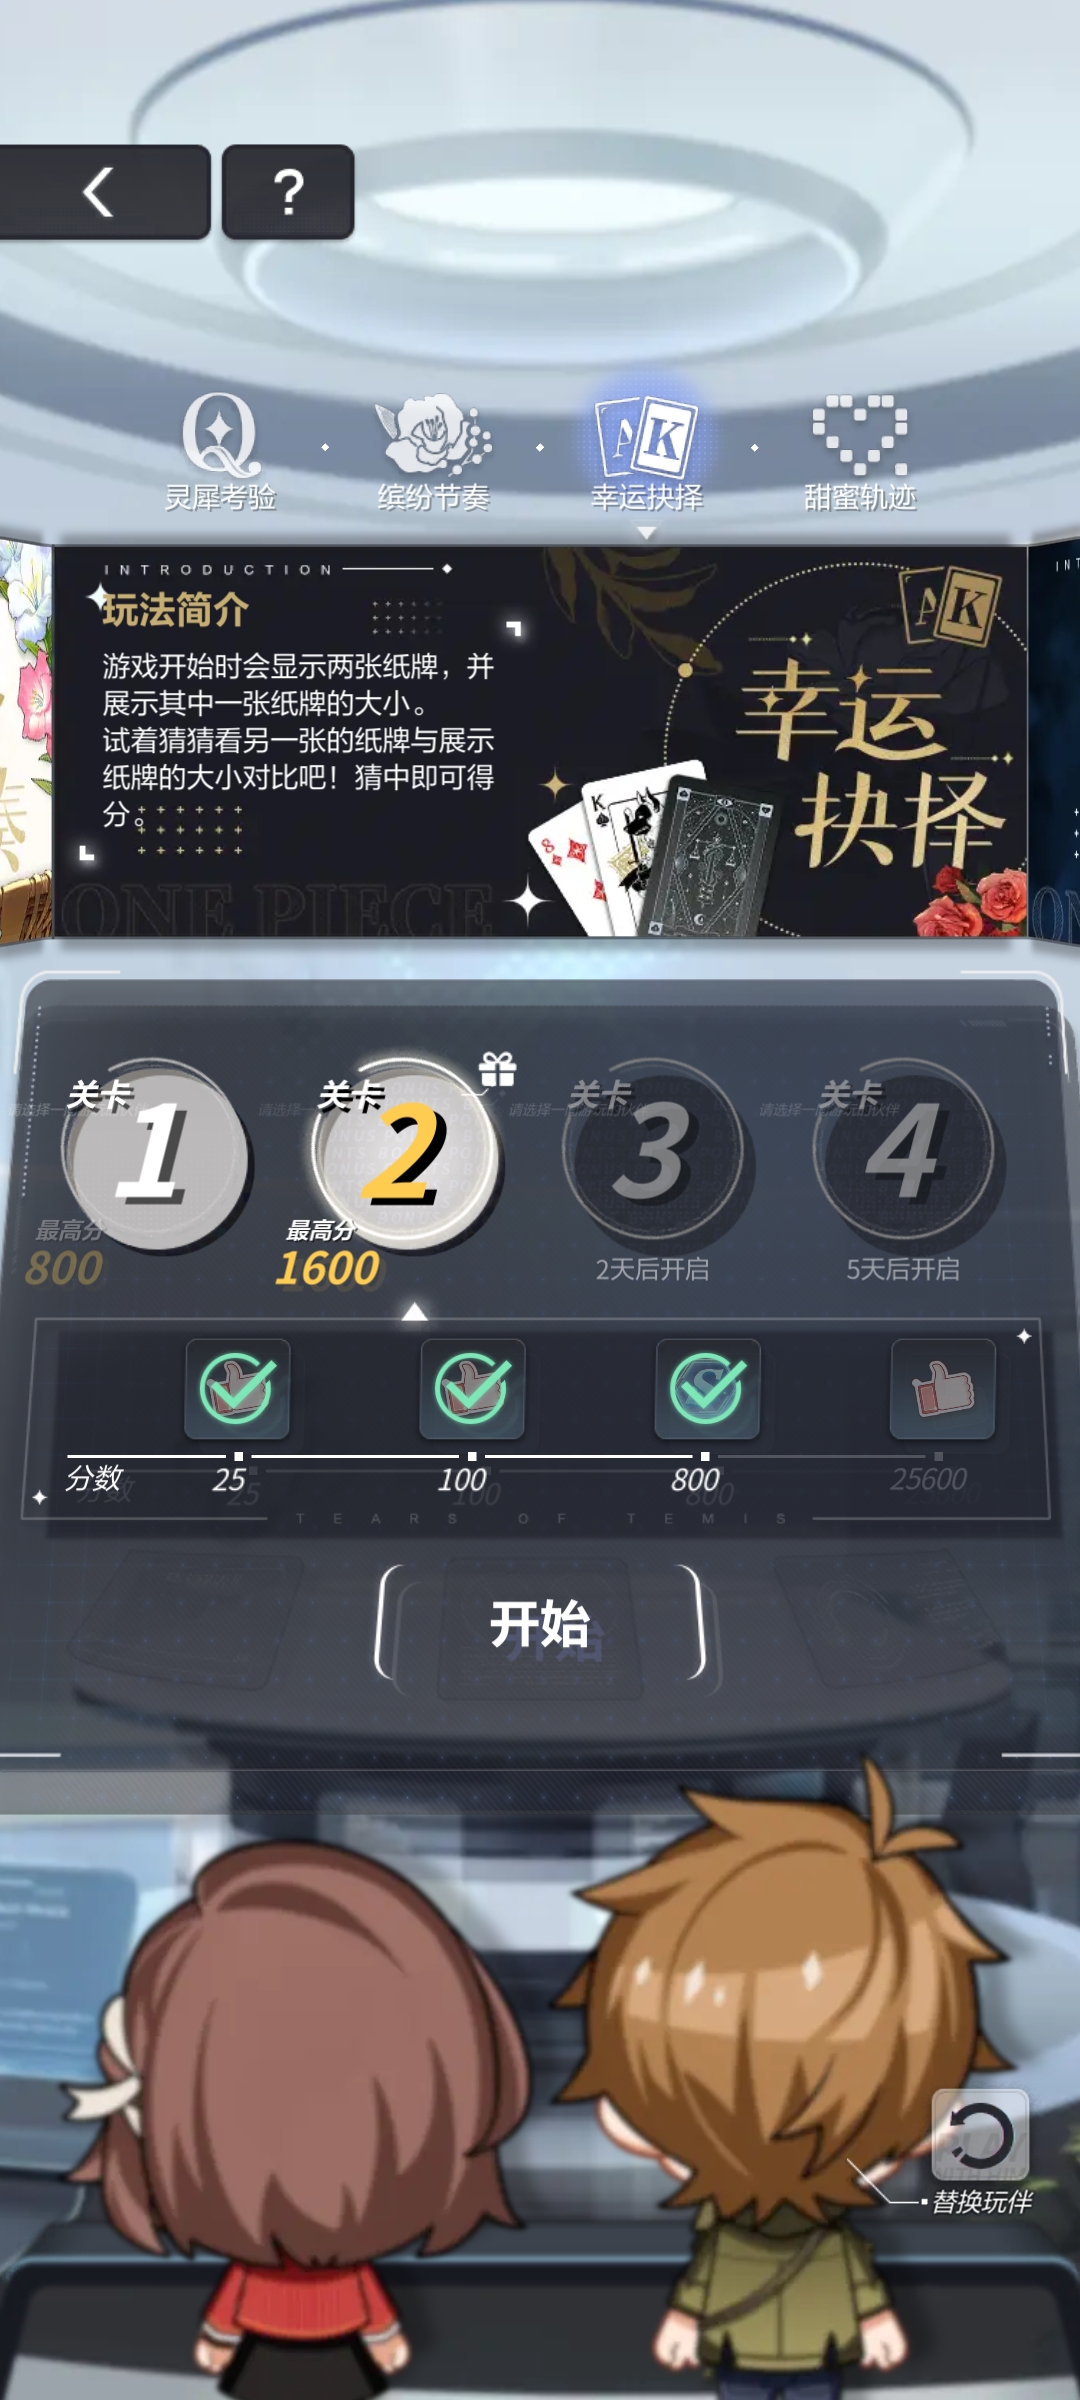 ?
灵犀考验
缤纷节奏
幸运抉择
甜蜜轨迹
INTRODUCTION
玩法简介
游戏开始时会显示两张纸牌，并
展示其中一张纸牌的大小。
试着猜猜看另一张的纸牌与展示
纸牌的大小对比吧！猜中即可得
分。
幸运
抉择
ONE PIECE
关卡
1
关卡
2
关卡
3
关卡
4
最高分
800
最高分
1600
2天后开启
5天后开启
分数
25
100
800
25600
TEARS OF TEMIS
开始
替换玩伴